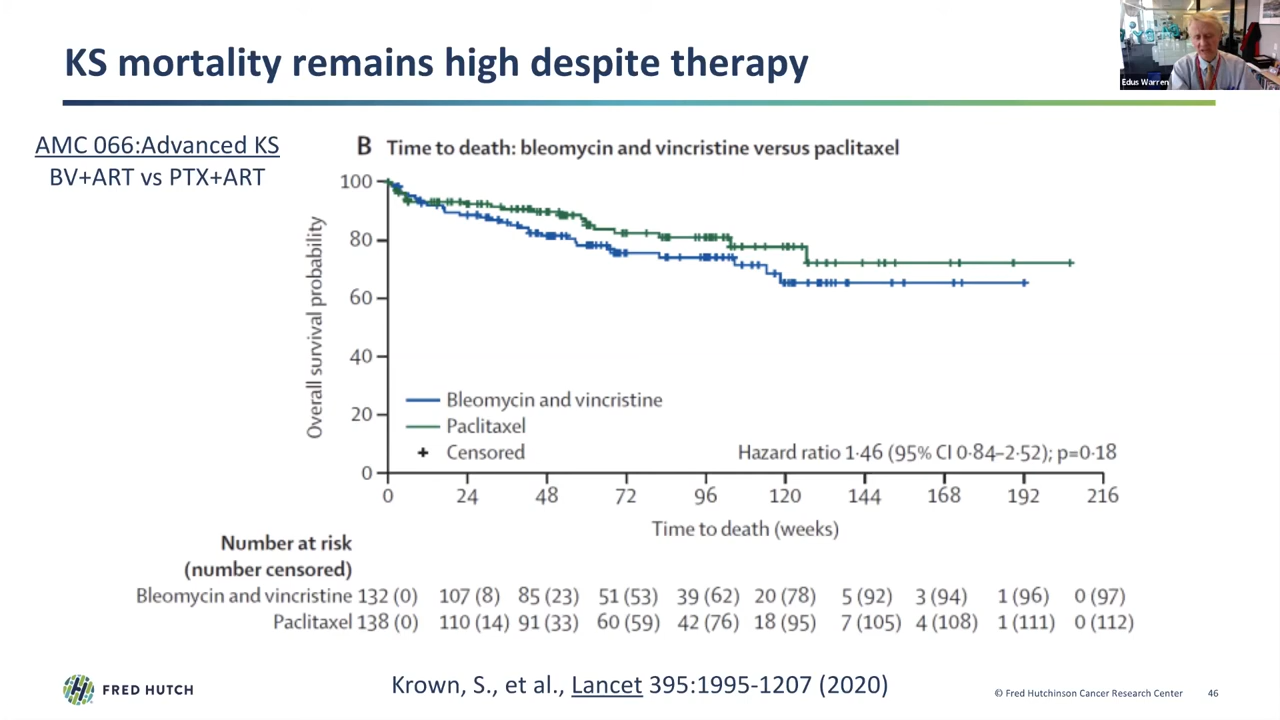 KS mortality remains high despite therapy
Edus Warren
AMC 066:Advanced KS
BV+ART vs PTX+ART
B Time to death: bleomycin and vincristine versus paclitaxel
100
80
60
40
20
0
Overall survival probability
Bleomycin and vincristine
Paclitaxel
Censored
Hazard ratio 1·46 (95% CI 0·84–2·52); p=0·18
0 24 48 72 96 120 144 168 192 216
Time to death (weeks)
Number at risk
(number censored)
Bleomycin and vincristine 132 (0) 107 (8) 85 (23) 51 (53) 39 (62) 20 (78) 5 (92) 3 (94) 1 (96) 0 (97)
Paclitaxel 138 (0) 110 (14) 91 (33) 60 (59) 42 (76) 18 (95) 7 (105) 4 (108) 1 (111) 0 (112)
FRED HUTCH
Krown, S., et al., Lancet 395:1995-1207 (2020)
© Fred Hutchinson Cancer Research Center 46